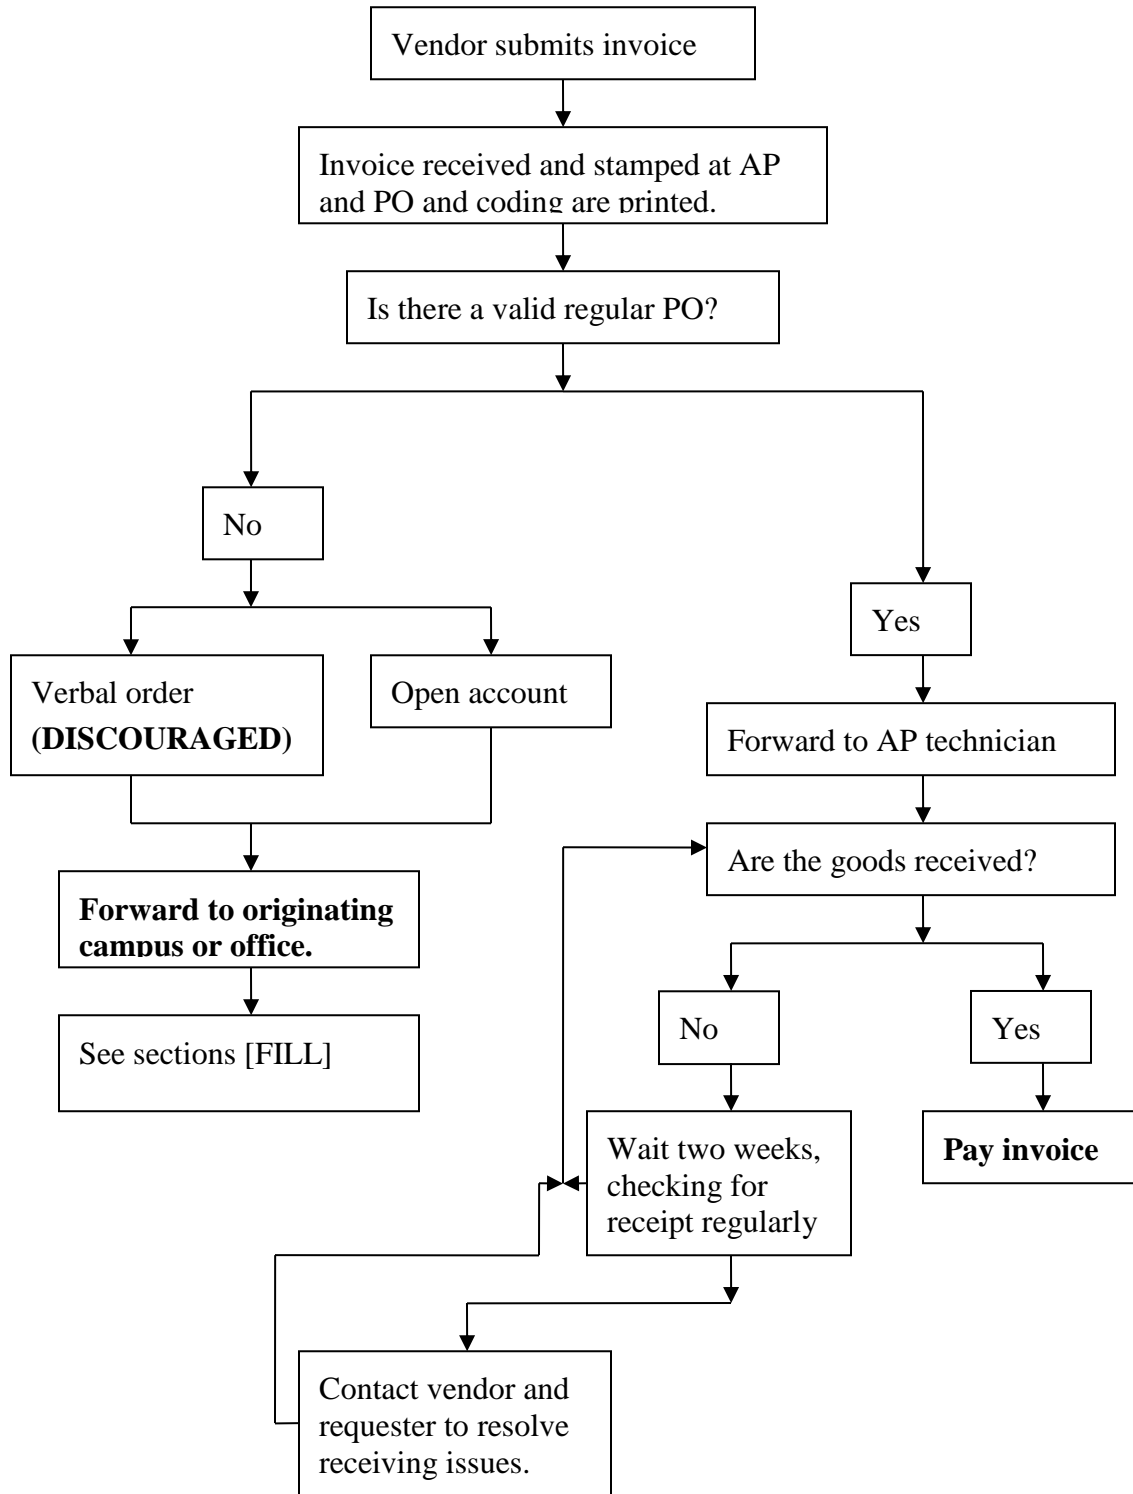 Vendor submits invoice
Invoice received and stamped at AP
and PO and coding are printed.
Is there a valid regular PO?
No
Yes
Verbal order
(DISCOURAGED)
Open account
Forward to AP technician
Are the goods received?
Forward to originating
campus or office.
No
Yes
See sections [FILL]
Wait two weeks,
checking for
receipt regularly
Pay invoice
Contact vendor and
requester to resolve
receiving issues.